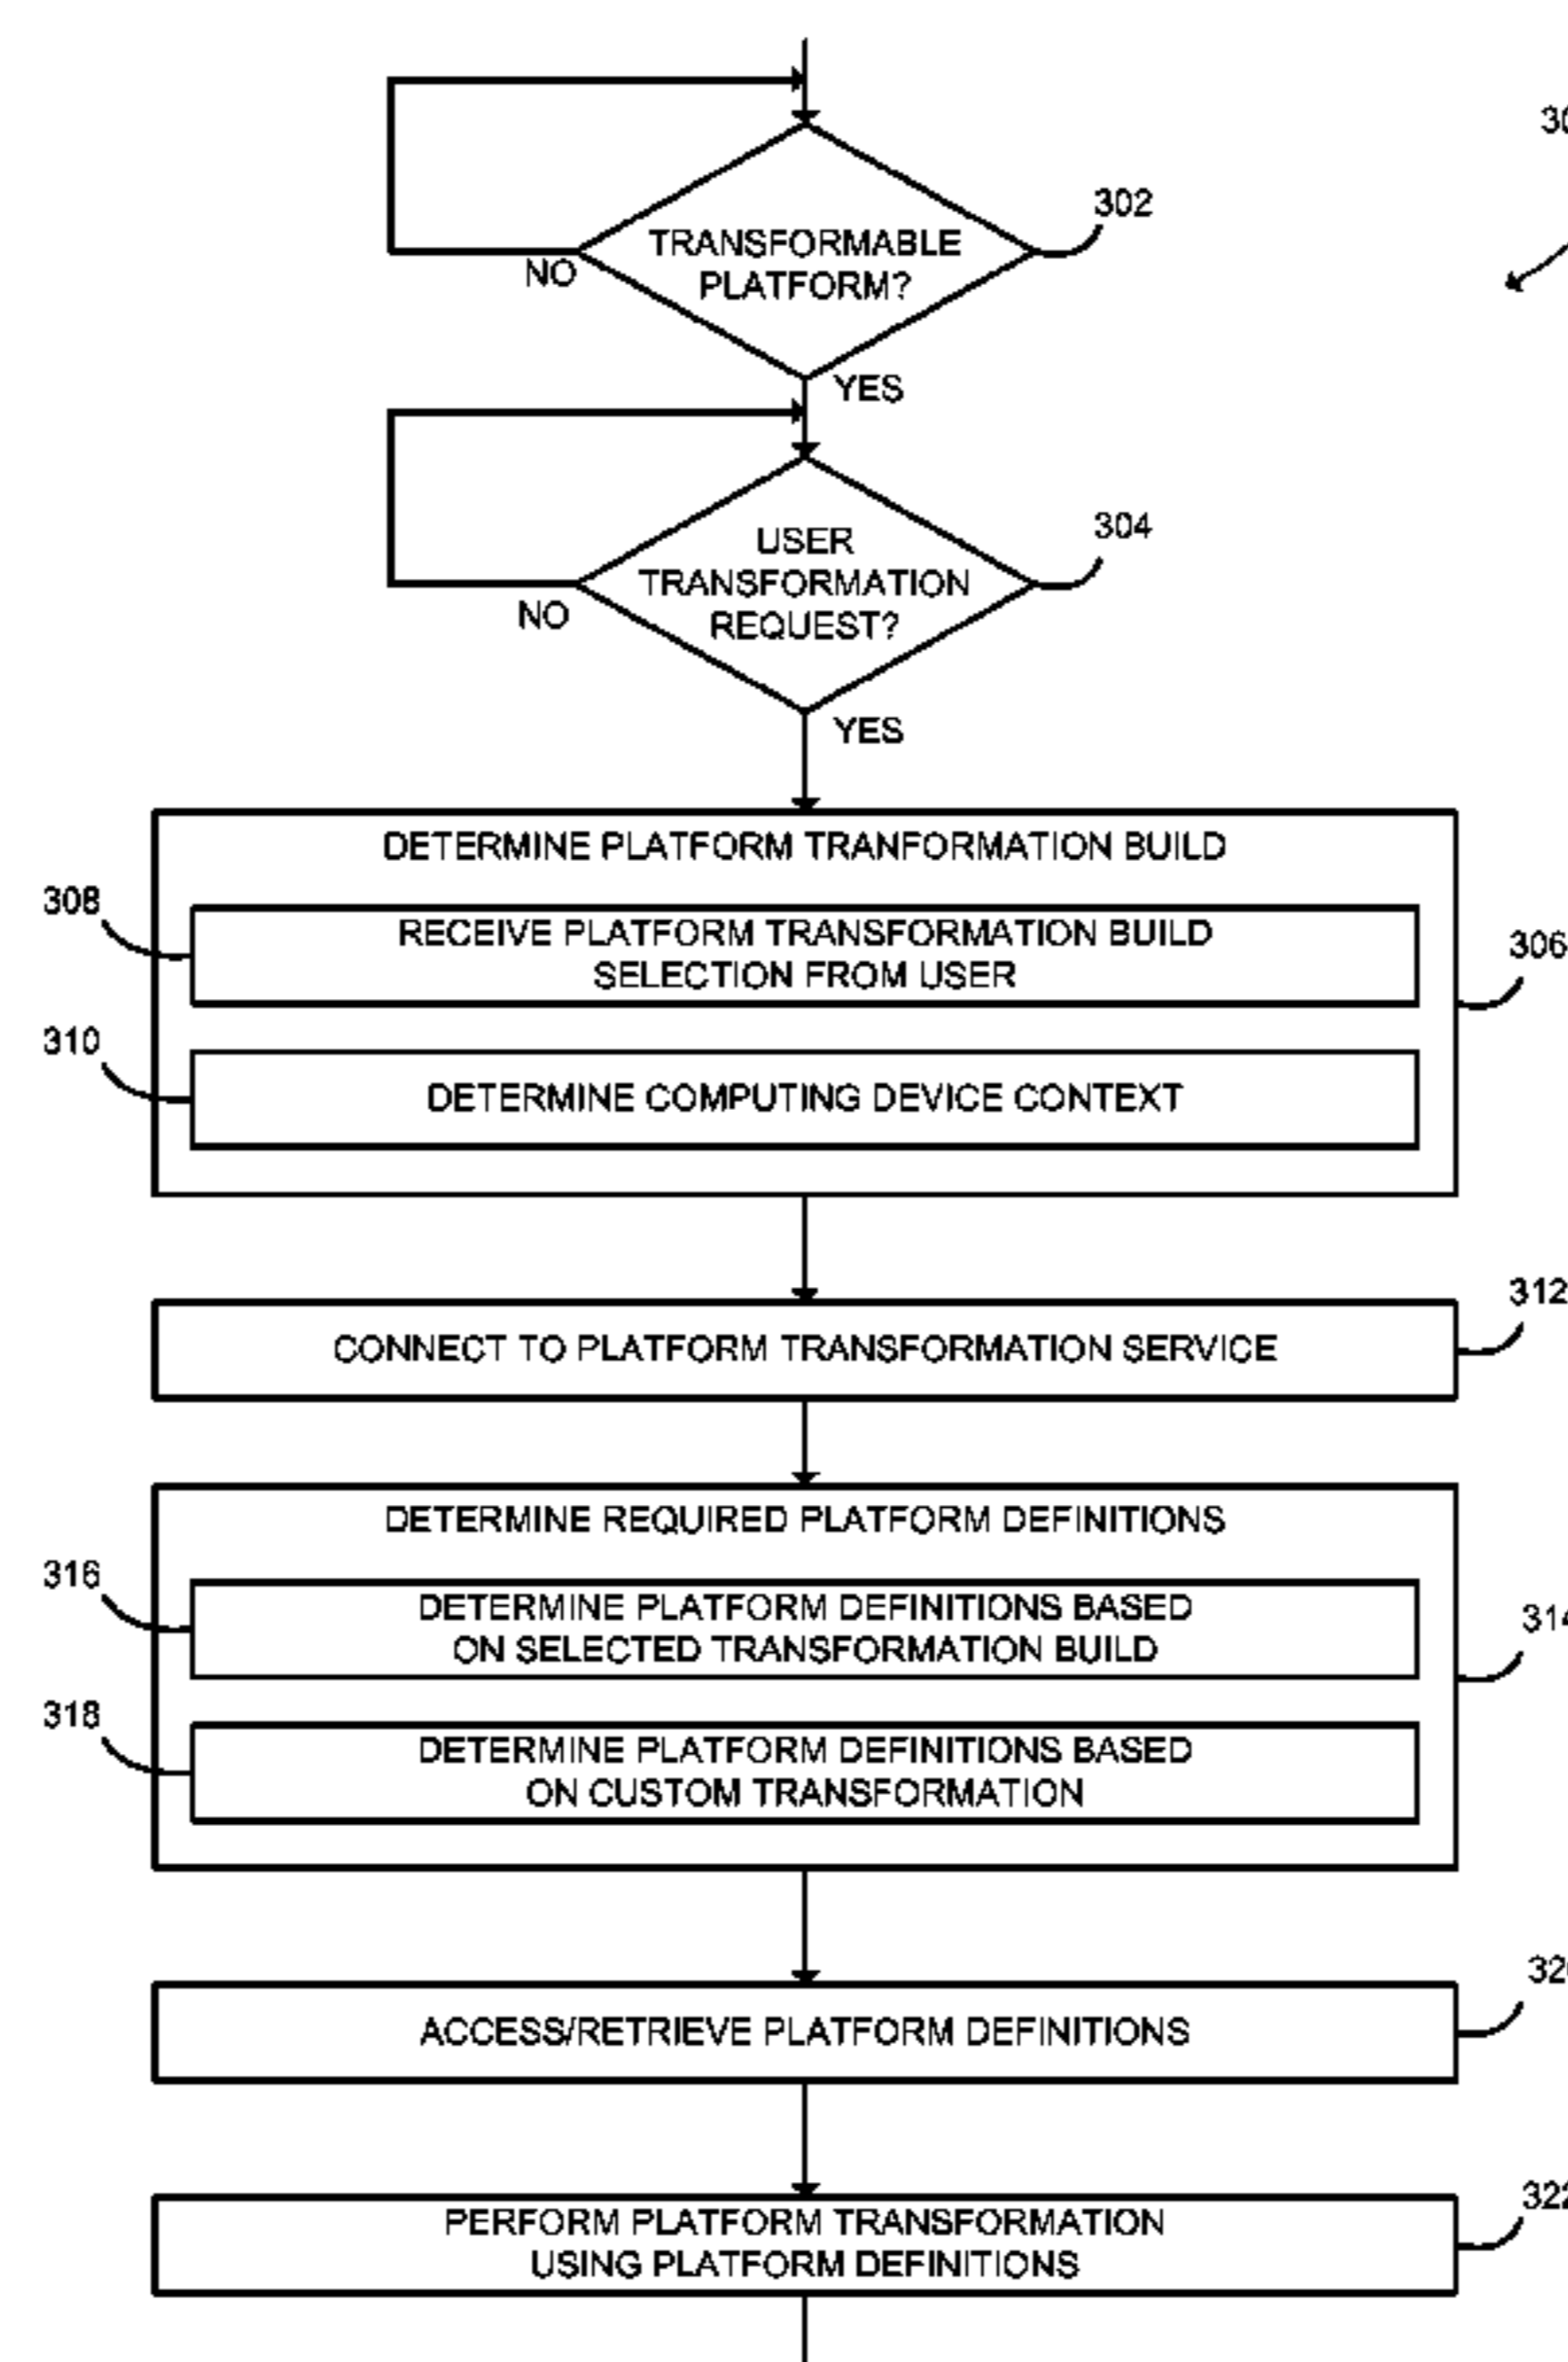 302
TRANSFORMABLE
PLATFORM?
NO
YES
304
USER
TRANSFORMATION
REQUEST?
NO
YES
DETERMINE PLATFORM TRANFORMATION BUILD
308
RECEIVE PLATFORM TRANSFORMATION BUILD
SELECTION FROM USER
306
310
DETERMINE COMPUTING DEVICE CONTEXT
312
CONNECT TO PLATFORM TRANSFORMATION SERVICE
DETERMINE REQUIRED PLATFORM DEFINITIONS
316
DETERMINE PLATFORM DEFINITIONS BASED
ON SELECTED TRANSFORMATION BUILD
314
318
DETERMINE PLATFORM DEFINITIONS BASED
ON CUSTOM TRANSFORMATION
ACCESS/RETRIEVE PLATFORM DEFINITIONS
322
PERFORM PLATFORM TRANSFORMATION
USING PLATFORM DEFINITIONS